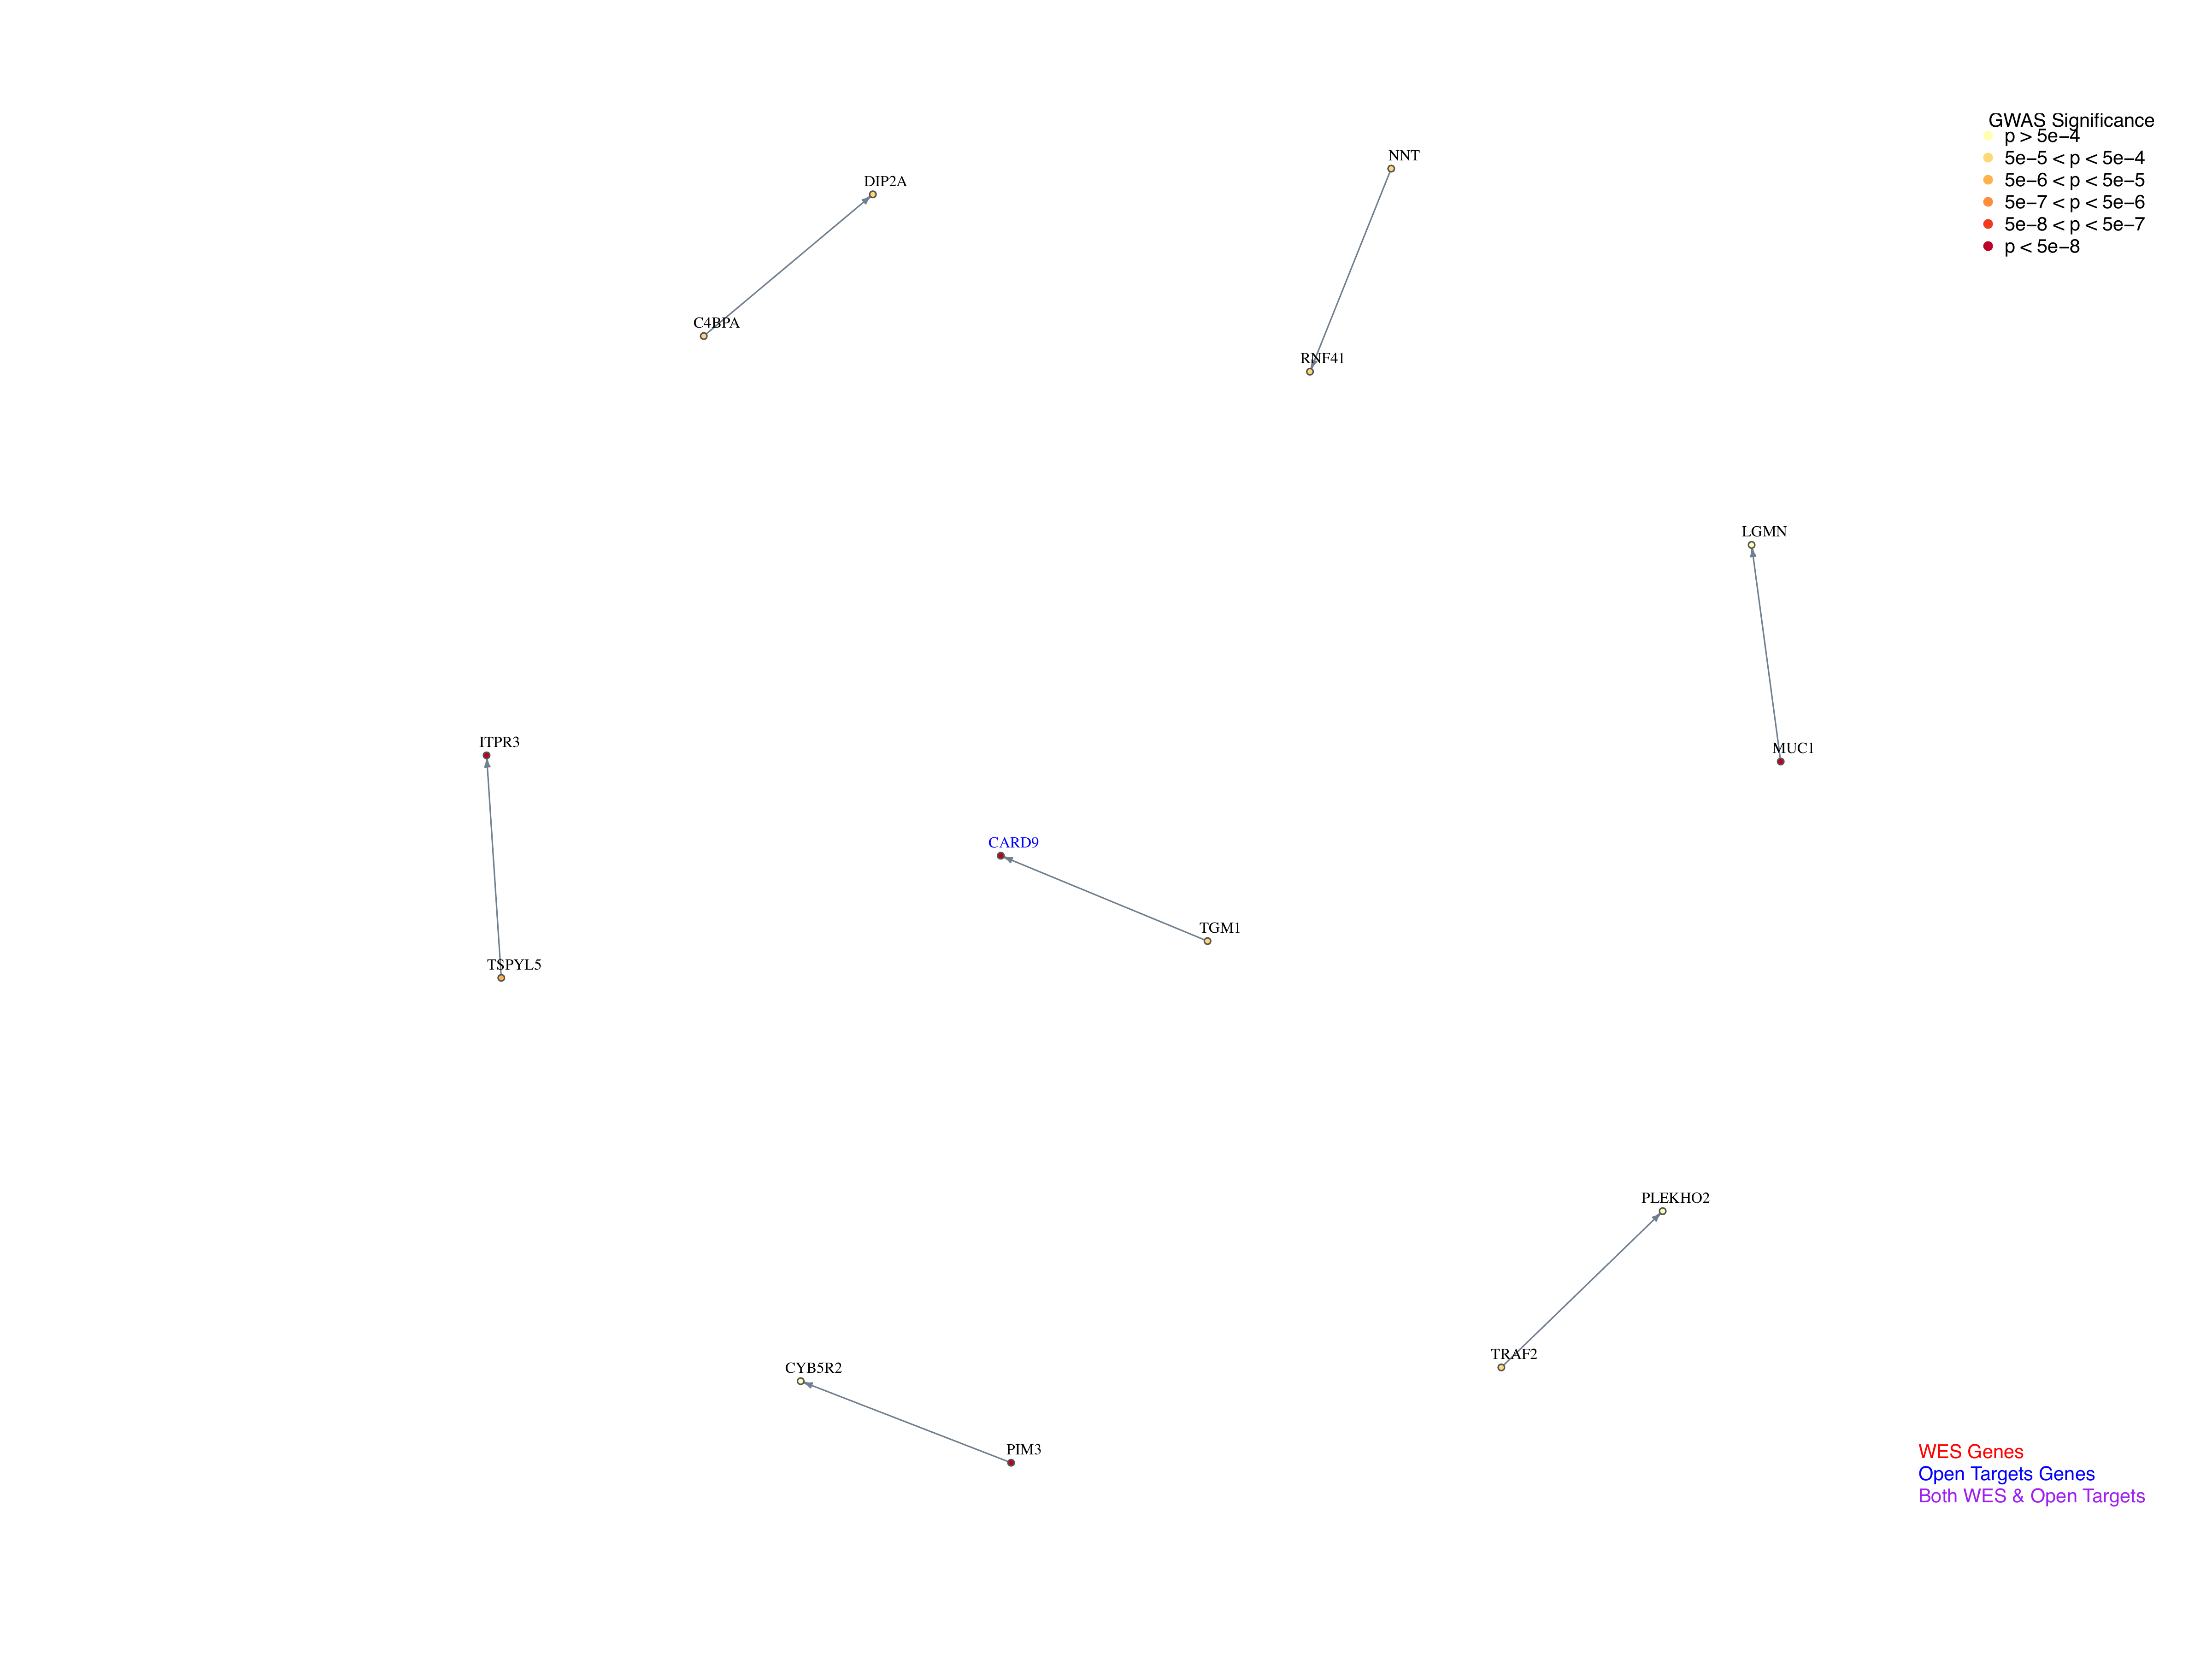 GWAS Significance
p > 5e−4
5e−5 < p < 5e−4
5e−6 < p < 5e−5
5e−7 < p < 5e−6
5e−8 < p < 5e−7
p < 5e−8
NNT
DIP2A
C4BPA
RNF41
LGMN
ITPR3
MUC1
CARD9
TGM1
TSPYL5
PLEKHO2
TRAF2
CYB5R2
PIM3
WES Genes
Open Targets Genes
Both WES & Open Targets